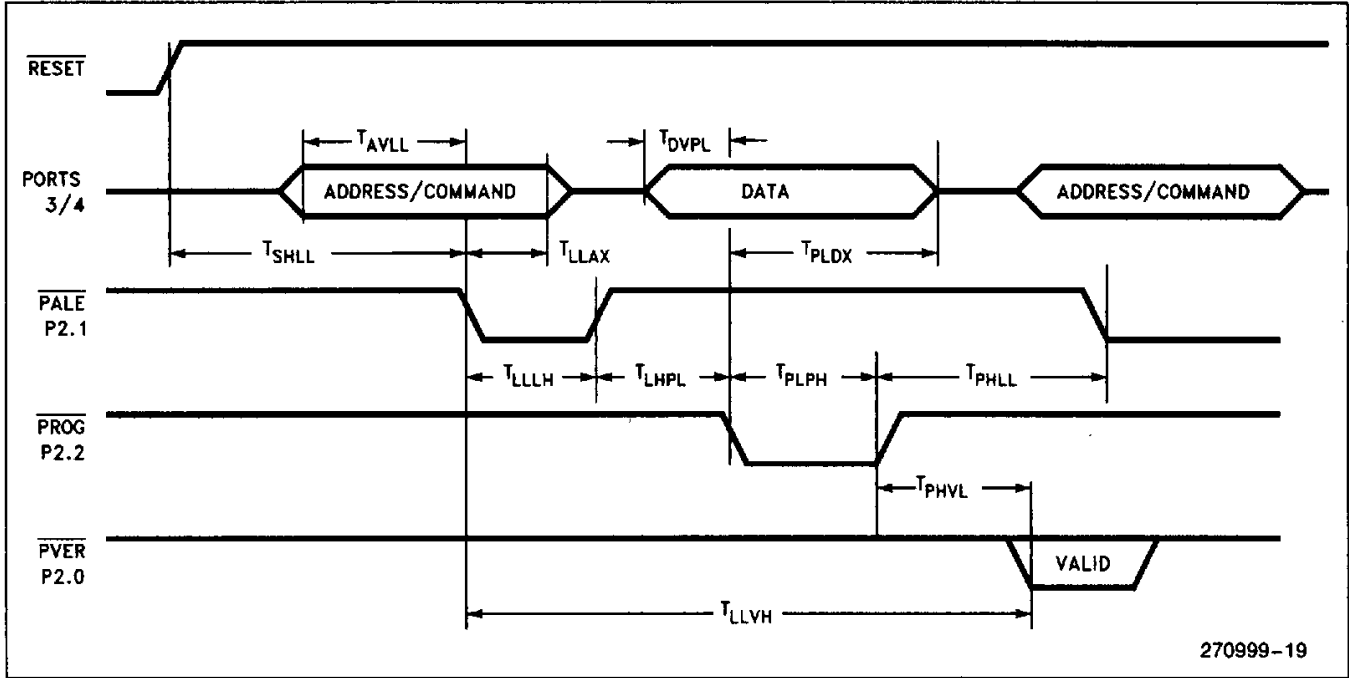 RESET
T_AVLL
T_DVPL
PORTS
3/4
ADDRESS/COMMAND
DATA
ADDRESS/COMMAND
T_SHLL
T_LLAX
T_PLDX
PALE
P2.1
T_LLLH
T_LHPL
T_PLPH
T_PHLL
PROG
P2.2
T_PHVL
PVER
P2.0
VALID
T_LLVH
270999-19